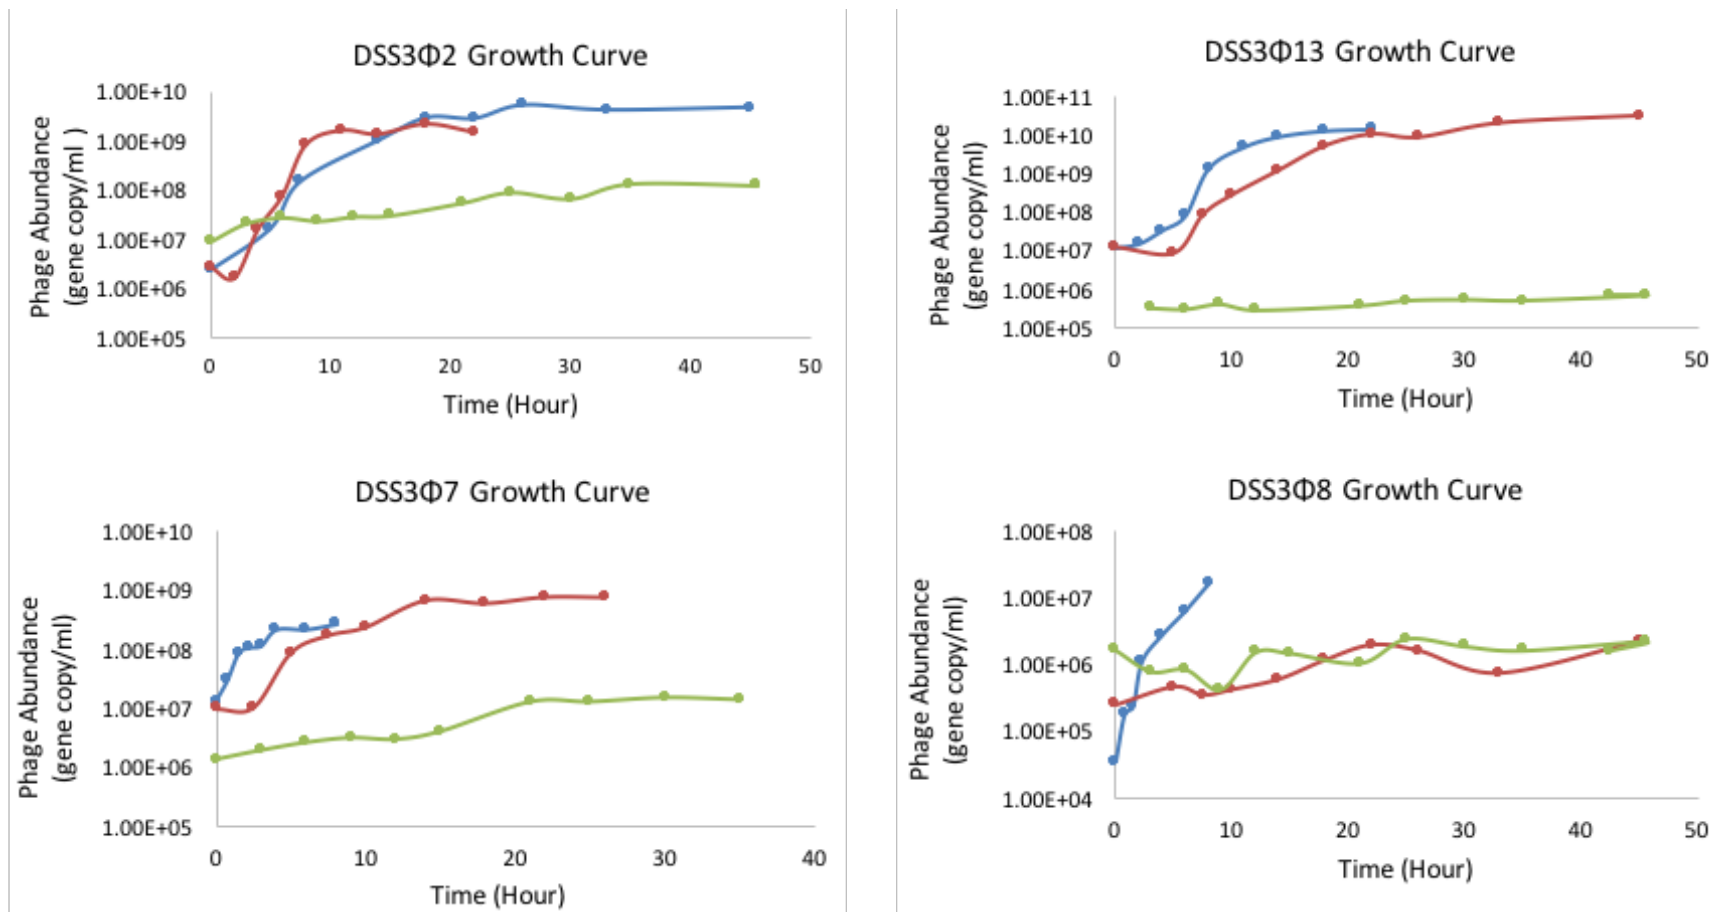 DSS3Φ2 Growth Curve
1.00E+10
1.00E+09
1.00E+08
1.00E+07
1.00E+06
1.00E+05
Phage Abundance
(gene copy/ml )
0 10 20 30 40 50
Time (Hour)
DSS3Φ13 Growth Curve
1.00E+11
1.00E+10
1.00E+09
1.00E+08
1.00E+07
1.00E+06
1.00E+05
Phage Abundance
(gene copy/ml)
0 10 20 30 40 50
Time (Hour)
DSS3Φ7 Growth Curve
1.00E+10
1.00E+09
1.00E+08
1.00E+07
1.00E+06
1.00E+05
Phage Abundance
(gene copy/ml)
0 10 20 30 40
Time (Hour)
DSS3Φ8 Growth Curve
1.00E+08
1.00E+07
1.00E+06
1.00E+05
1.00E+04
Phage Abundance
(gene copy/ml)
0 10 20 30 40 50
Time (Hour)